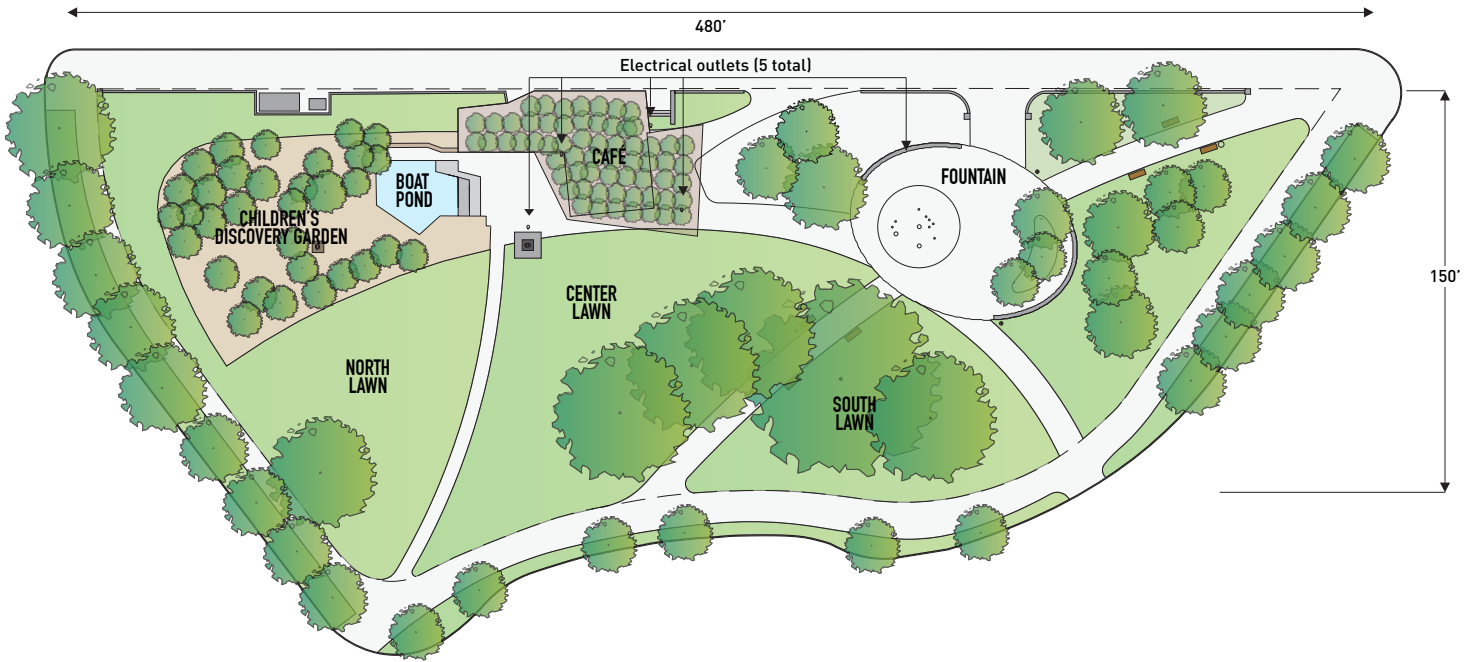 480’
Electrical outlets (5 total)
CAFÉ
FOUNTAIN
BOAT
POND
CHILDREN’S
DISCOVERY GARDEN
150’
CENTER
LAWN
NORTH
LAWN
SOUTH
LAWN